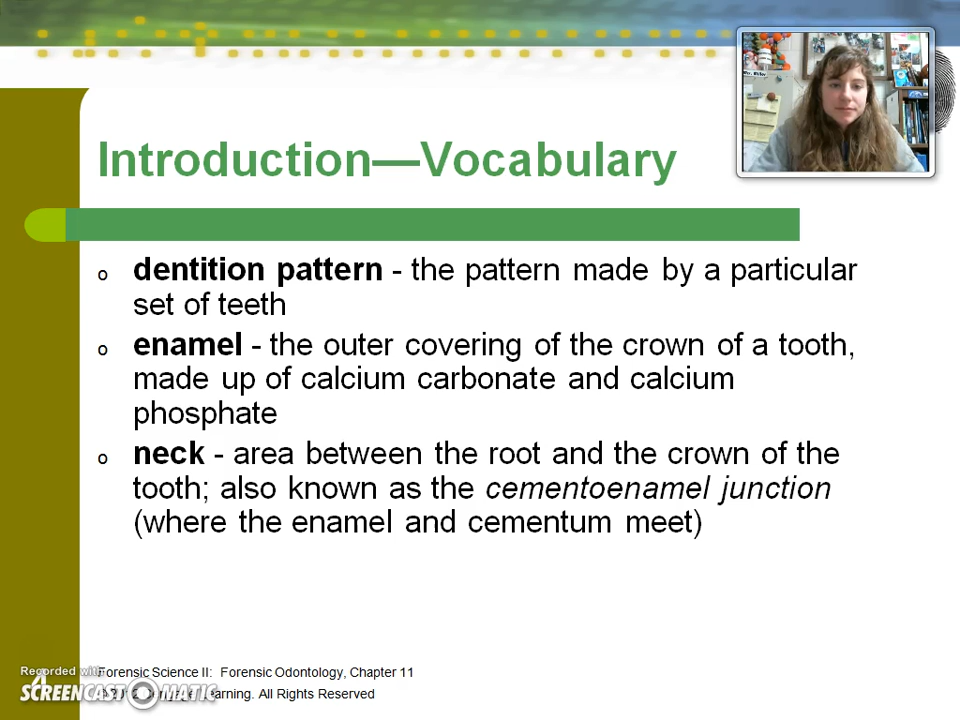 Introduction—Vocabulary
o dentition pattern - the pattern made by a particular
set of teeth
o enamel - the outer covering of the crown of a tooth,
made up of calcium carbonate and calcium
phosphate
o neck - area between the root and the crown of the
tooth; also known as the cementoenamel junction
(where the enamel and cementum meet)
4
Recorded with
SCREENCAST-O-MATIC
Forensic Science II: Forensic Odontology, Chapter 11
Learning. All Rights Reserved